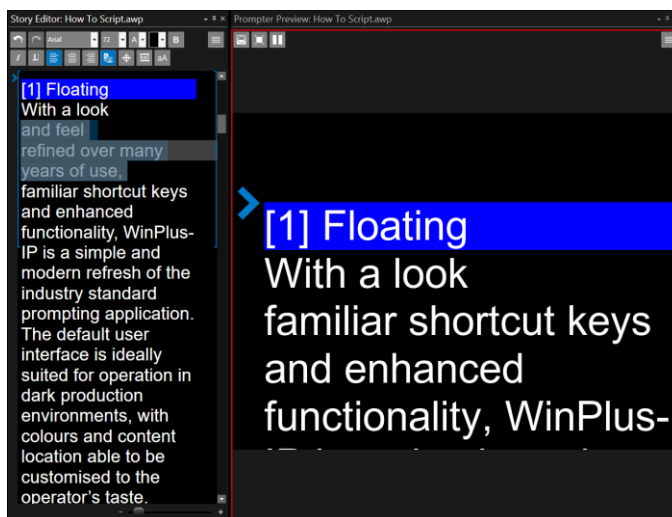 Story Editor: How To Script.awp
Prompter Preview: How To Script.awp
Arial
72
A
B
I
U
aA
[1] Floating
With a look
and feel
refined over many
years of use,
familiar shortcut keys
and enhanced
functionality, WinPlus-
IP is a simple and
modern refresh of the
industry standard
prompting application.
The default user
interface is ideally
suited for operation in
dark production
environments, with
colours and content
location able to be
customised to the
operator's taste.
[1] Floating
With a look
familiar shortcut keys
and enhanced
functionality, WinPlus-